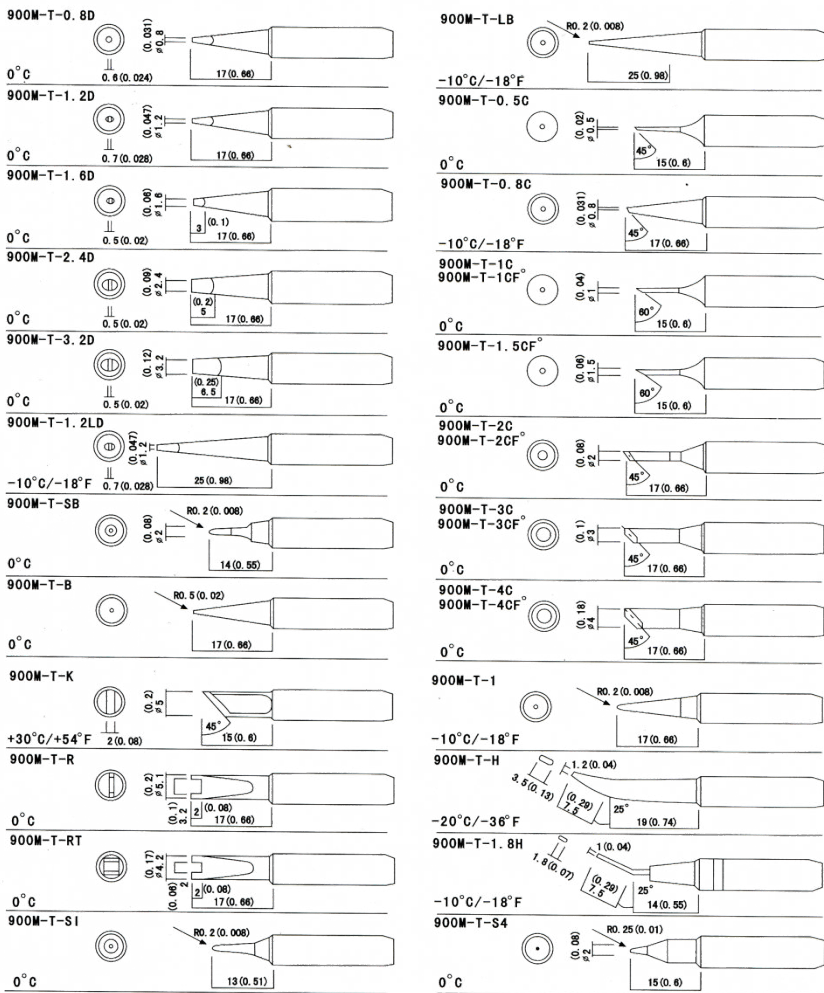 900M-T-0.8D
(0.031)
ø0.8
0°C
0.6(0.024)
17(0.66)
900M-T-1.2D
(0.047)
ø1.2
0°C
0.7(0.028)
17(0.66)
900M-T-1.6D
(0.06)
ø1.6
3
(0.1)
0°C
0.5(0.02)
17(0.66)
900M-T-2.4D
(0.09)
ø2.4
(0.2)
5
0°C
0.5(0.02)
17(0.66)
900M-T-3.2D
(0.12)
ø3.2
(0.25)
6.5
0°C
0.5(0.02)
17(0.66)
900M-T-1.2LD
(0.047)
ø1.2
-10°C/-18°F
0.7(0.028)
25(0.98)
900M-T-SB
R0.2(0.008)
(0.08)
ø2
0°C
14(0.55)
900M-T-B
R0.5(0.02)
0°C
17(0.66)
900M-T-K
(0.2)
ø5
45°
+30°C/+54°F
2(0.08)
15(0.6)
900M-T-R
(0.2)
ø5.1
(0.1)
3.2
2
(0.08)
0°C
17(0.66)
900M-T-RT
(0.17)
ø4.2
(0.06)
2
2
(0.08)
0°C
17(0.66)
900M-T-SI
R0.2(0.008)
0°C
13(0.51)
900M-T-LB
R0.2(0.008)
-10°C/-18°F
25(0.98)
900M-T-0.5C
(0.02)
ø0.5
45°
0°C
15(0.6)
900M-T-0.8C
(0.031)
ø0.8
45°
-10°C/-18°F
17(0.66)
900M-T-1C
900M-T-1CF°
(0.04)
ø1
60°
0°C
15(0.6)
900M-T-1.5CF°
(0.06)
ø1.5
60°
0°C
15(0.6)
900M-T-2C
900M-T-2CF°
(0.08)
ø2
45°
0°C
17(0.66)
900M-T-3C
900M-T-3CF°
(0.1)
ø3
45°
0°C
17(0.66)
900M-T-4C
900M-T-4CF°
(0.18)
ø4
45°
0°C
17(0.66)
900M-T-1
R0.2(0.008)
-10°C/-18°F
17(0.66)
900M-T-H
1.2(0.04)
3.5(0.13)
(0.29)
7.5
25°
-20°C/-36°F
19(0.74)
900M-T-1.8H
1(0.04)
1.8(0.07)
(0.29)
7.5
25°
-10°C/-18°F
14(0.55)
900M-T-S4
R0.25(0.01)
(0.08)
ø2
0°C
15(0.6)